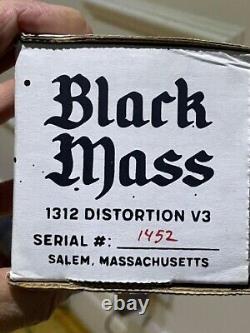 Black
Mass
1312 DISTORTION V3
SERIAL #: 1452
SALEM, MASSACHUSETTS